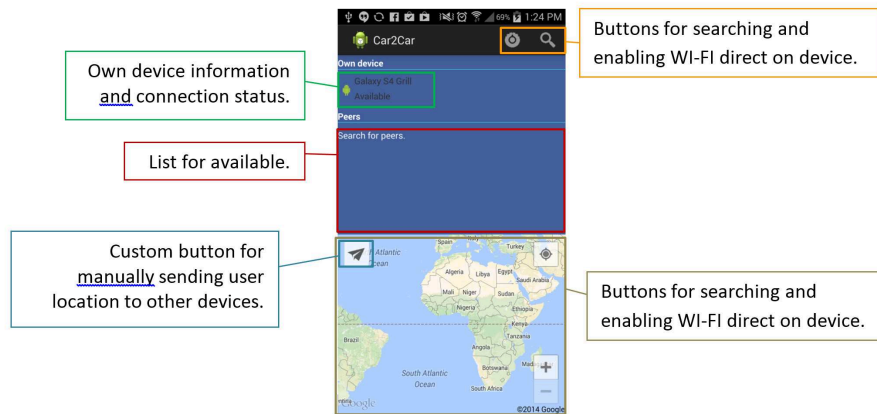 69% 1:24 PM
Car2Car
Own device
Galaxy S4 Grill
Available
Peers
Search for peers.
Own device information
and connection status.
List for available.
Custom button for
manually sending user
location to other devices.
Buttons for searching and
enabling WI-FI direct on device.
Buttons for searching and
enabling WI-FI direct on device.
Atlantic
Spain
Italy
Turkey
Algeria
Libya
Egypt
Saudi Arabia
Mali
Niger
Sudan
Nigeria
Ethiopia
Kenya
Tanzania
Brazil
Angola
Botswana
South Atlantic
Ocean
South Africa
Google
©2014 Google